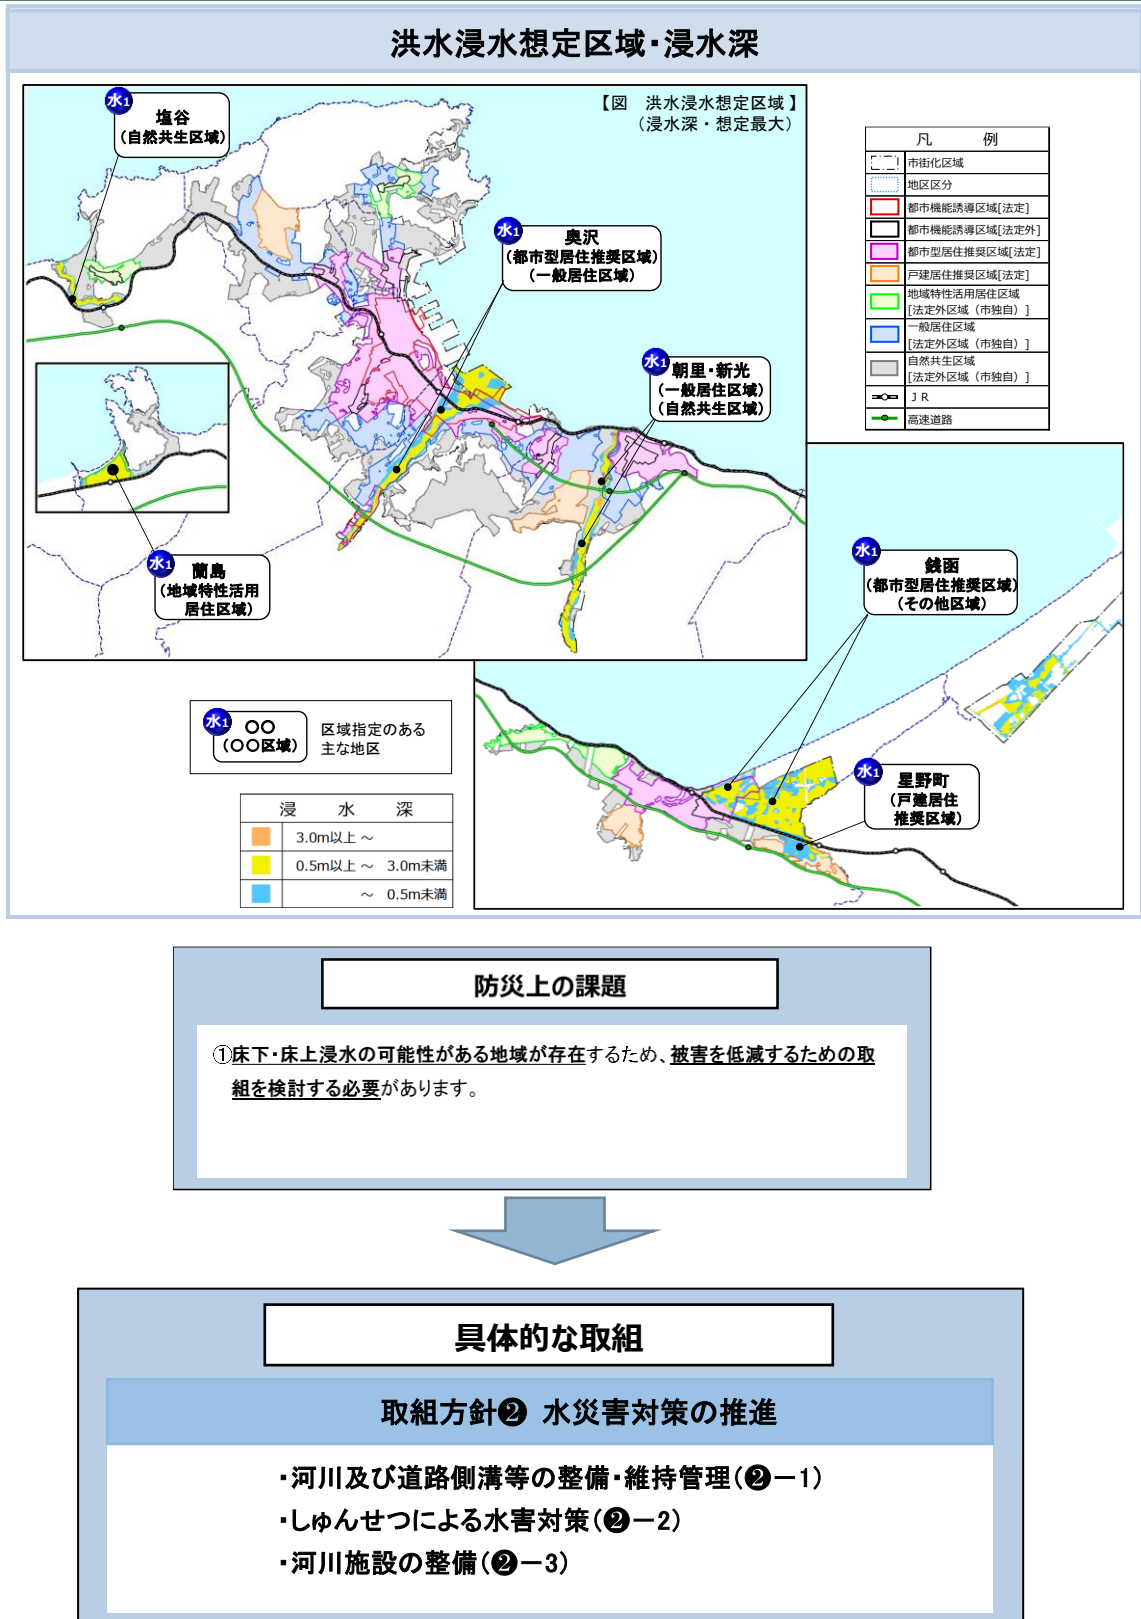 洪水浸水想定区域・浸水深
【図　洪水浸水想定区域】
（浸水深・想定最大）
水1
塩谷
（自然共生区域）
水1
奥沢
（都市型居住推奨区域）
（一般居住区域）
水1
朝里・新光
（一般居住区域）
（自然共生区域）
水1
蘭島
（地域特性活用
居住区域）
凡　例
市街化区域
地区区分
都市機能誘導区域[法定]
都市機能誘導区域[法定外]
都市型居住推奨区域[法定]
戸建居住推奨区域[法定]
地域特性活用居住区域
[法定外区域（市独自）]
一般居住区域
[法定外区域（市独自）]
自然共生区域
[法定外区域（市独自）]
ＪＲ
高速道路
水1
銭函
（都市型居住推奨区域）
（その他区域）
水1
星野町
（戸建居住
推奨区域）
水1
○○
（○○区域）
区域指定のある
主な地区
浸　水　深
3.0m以上～
0.5m以上～ 3.0m未満
～ 0.5m未満
防災上の課題
①床下・床上浸水の可能性がある地域が存在するため、被害を低減するための取
組を検討する必要があります。
具体的な取組
取組方針❷ 水災害対策の推進
・河川及び道路側溝等の整備・維持管理（❷－1）
・しゅんせつによる水害対策（❷－2）
・河川施設の整備（❷－3）